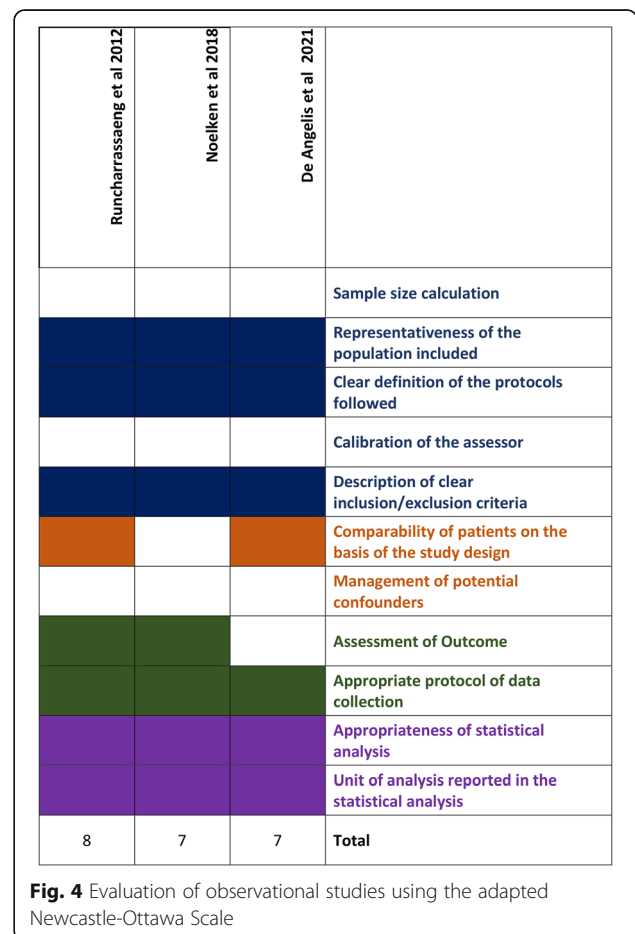 Runcharrassaeng et al 2012
Noelken et al 2018
De Angelis et al 2021
Sample size calculation
Representativeness of the
population included
Clear definition of the protocols
followed
Calibration of the assessor
Description of clear
inclusion/exclusion criteria
Comparability of patients on the
basis of the study design
Management of potential
confounders
Assessment of Outcome
Appropriate protocol of data
collection
Appropriateness of statistical
analysis
Unit of analysis reported in the
statistical analysis
8 7 7 Total
Fig. 4 Evaluation of observational studies using the adapted
Newcastle-Ottawa Scale